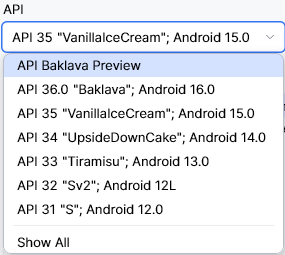 API
API 35 "VanillaIceCream"; Android 15.0
API Baklava Preview
API 36.0 "Baklava"; Android 16.0
API 35 "VanillaIceCream"; Android 15.0
API 34 "UpsideDownCake"; Android 14.0
API 33 "Tiramisu"; Android 13.0
API 32 "Sv2"; Android 12L
API 31 "S"; Android 12.0
Show All